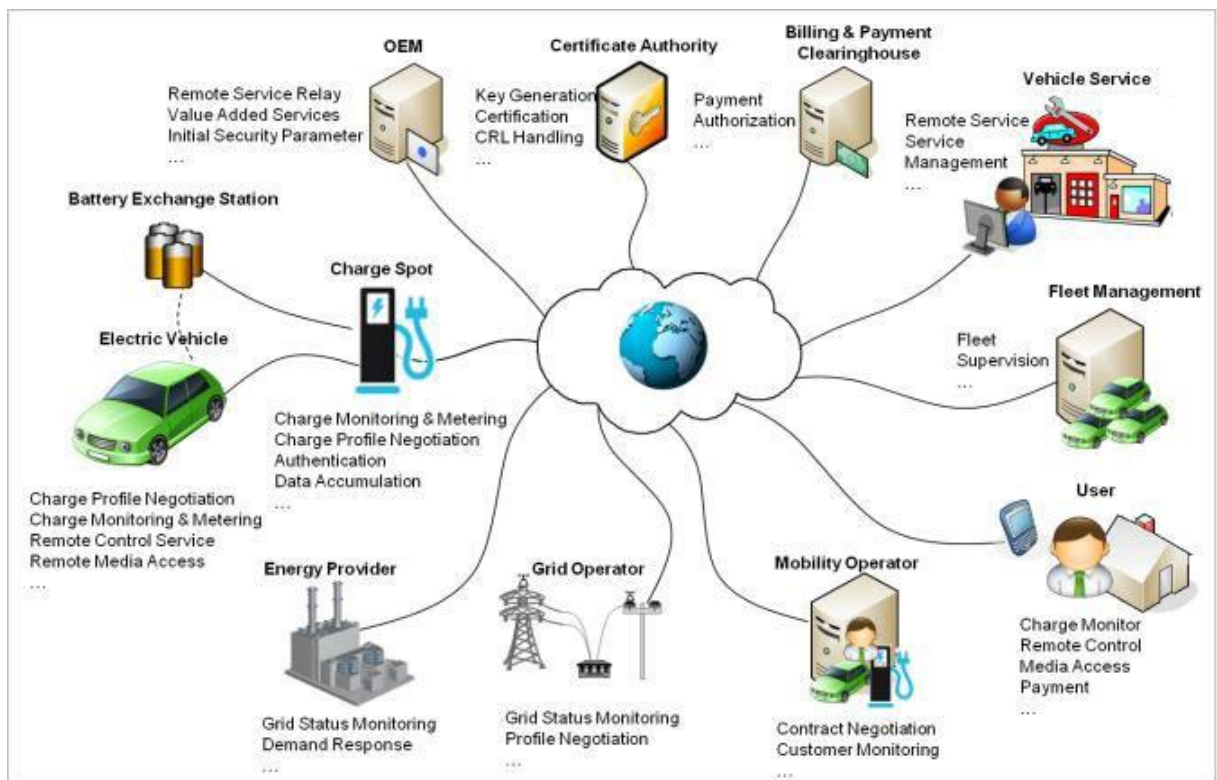 OEM
Remote Service Relay
Value Added Services
Initial Security Parameter
...
Certificate Authority
Key Generation
Certification
CRL Handling
...
Billing & Payment
Clearinghouse
Payment
Authorization
...
Vehicle Service
Remote Service
Service
Management
...
Battery Exchange Station
Charge Spot
Charge Monitoring & Metering
Charge Profile Negotiation
Authentication
Data Accumulation
...
Electric Vehicle
Charge Profile Negotiation
Charge Monitoring & Metering
Remote Control Service
Remote Media Access
...
Fleet Management
Fleet
Supervision
...
User
Charge Monitor
Remote Control
Media Access
Payment
...
Energy Provider
Grid Status Monitoring
Demand Response
...
Grid Operator
Grid Status Monitoring
Profile Negotiation
...
Mobility Operator
Contract Negotiation
Customer Monitoring
...